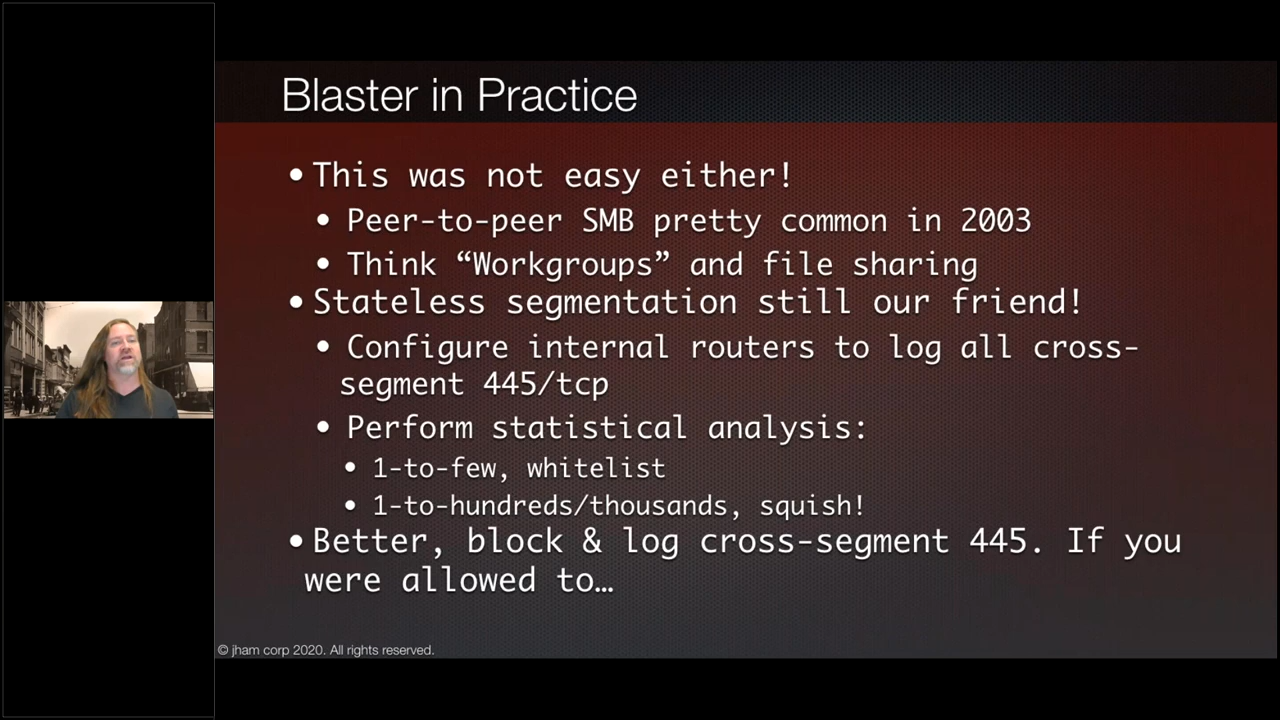 Blaster in Practice
• This was not easy either!
• Peer-to-peer SMB pretty common in 2003
• Think “Workgroups” and file sharing
• Stateless segmentation still our friend!
• Configure internal routers to log all cross-
segment 445/tcp
• Perform statistical analysis:
• 1-to-few, whitelist
• 1-to-hundreds/thousands, squish!
• Better, block & log cross-segment 445. If you
were allowed to…
© jham corp 2020. All rights reserved.